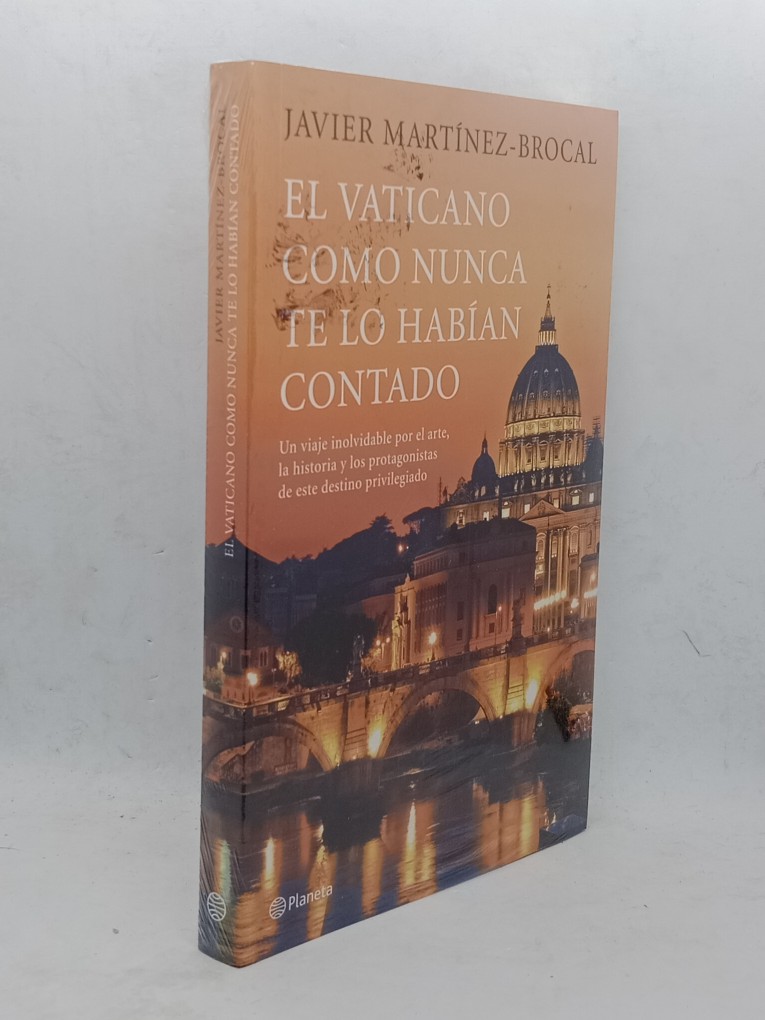 JAVIER MARTÍNEZ-BROCAL
EL VATICANO
COMO NUNCA
TE LO HABÍAN
CONTADO
Un viaje inolvidable por el arte,
la historia y los protagonistas
de este destino privilegiado
Planeta
JAVIER MARTÍNEZ-BROCAL
EL VATICANO COMO NUNCA TE LO HABÍAN CONTADO